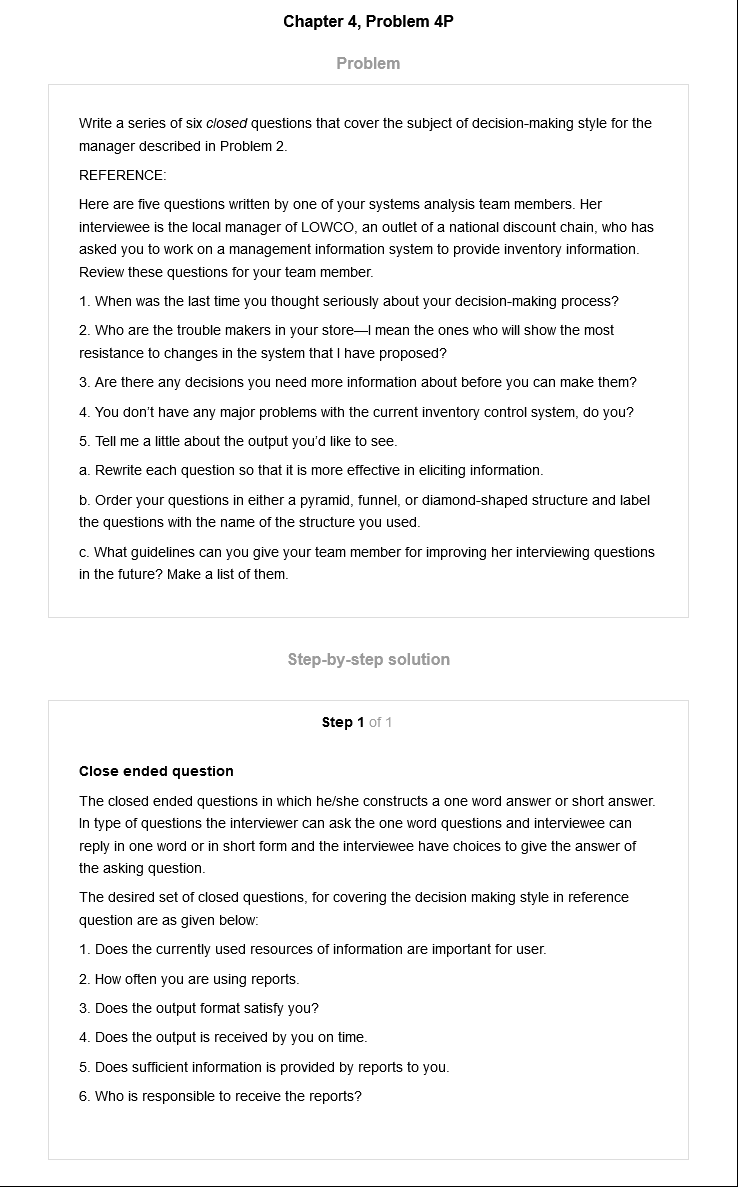 Chapter 4, Problem 4P
Problem
Write a series of six closed questions that cover the subject of decision-making style for the
manager described in Problem 2.
REFERENCE:
Here are five questions written by one of your systems analysis team members. Her
interviewee is the local manager of LOWCO, an outlet of a national discount chain, who has
asked you to work on a management information system to provide inventory information.
Review these questions for your team member.
1. When was the last time you thought seriously about your decision-making process?
2. Who are the trouble makers in your store—I mean the ones who will show the most
resistance to changes in the system that I have proposed?
3. Are there any decisions you need more information about before you can make them?
4. You don't have any major problems with the current inventory control system, do you?
5. Tell me a little about the output you'd like to see.
a. Rewrite each question so that it is more effective in eliciting information.
b. Order your questions in either a pyramid, funnel, or diamond-shaped structure and label
the questions with the name of the structure you used.
c. What guidelines can you give your team member for improving her interviewing questions
in the future? Make a list of them.
Step-by-step solution
Step 1 of 1
Close ended question
The closed ended questions in which he/she constructs a one word answer or short answer.
In type of questions the interviewer can ask the one word questions and interviewee can
reply in one word or in short form and the interviewee have choices to give the answer of
the asking question.
The desired set of closed questions, for covering the decision making style in reference
question are as given below:
1. Does the currently used resources of information are important for user.
2. How often you are using reports.
3. Does the output format satisfy you?
4. Does the output is received by you on time.
5. Does sufficient information is provided by reports to you.
6. Who is responsible to receive the reports?